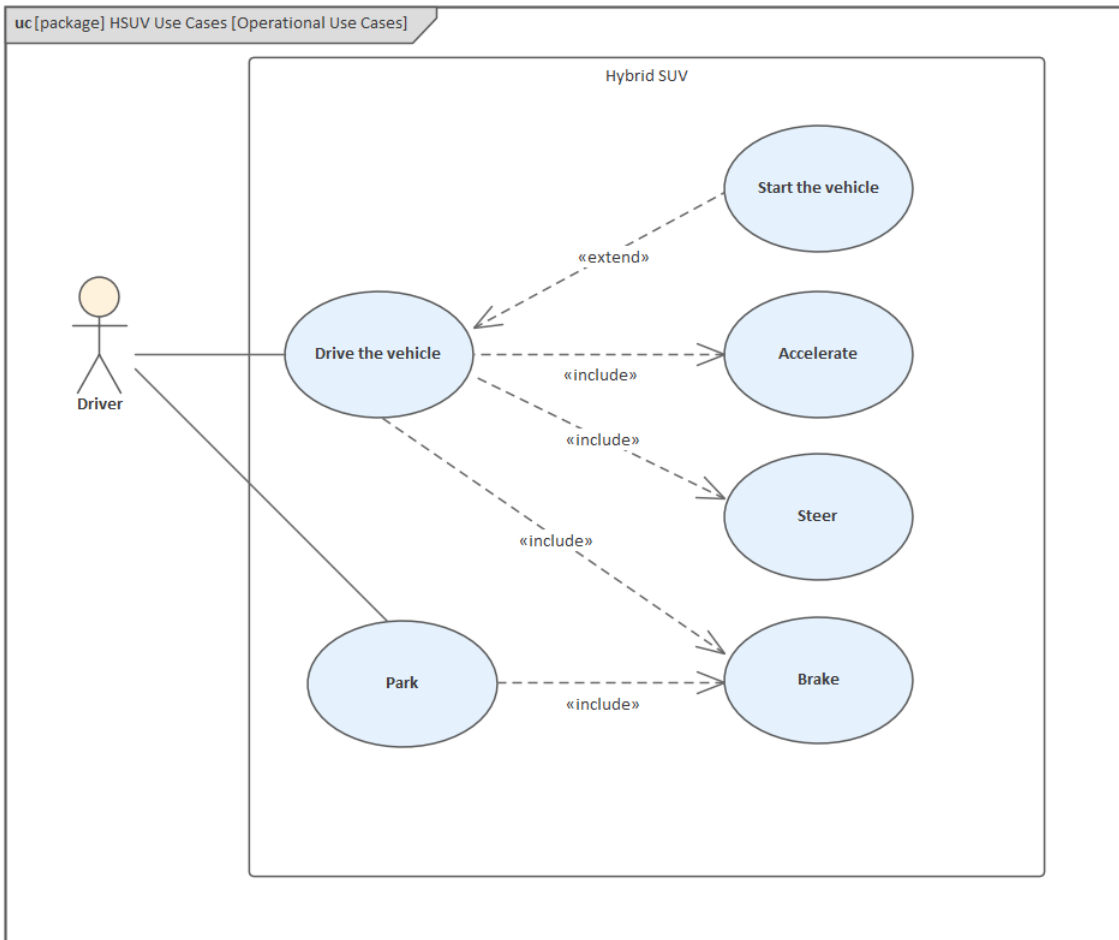 uc [package] HSUV Use Cases [Operational Use Cases]
Hybrid SUV
Start the vehicle
«extend»
Drive the vehicle
Accelerate
«include»
Driver
«include»
Steer
«include»
Park
Brake
«include»